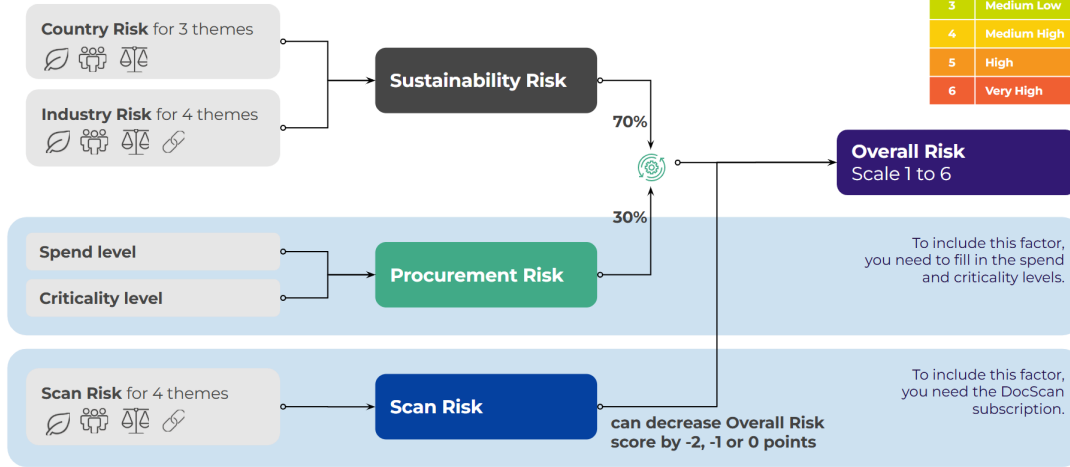 3 Medium Low
4 Medium High
5 High
6 Very High
Country Risk for 3 themes
Industry Risk for 4 themes
Sustainability Risk
70%
Overall Risk
Scale 1 to 6
30%
Spend level
Criticality level
Procurement Risk
To include this factor,
you need to fill in the spend
and criticality levels.
Scan Risk for 4 themes
Scan Risk
can decrease Overall Risk
score by -2, -1 or 0 points
To include this factor,
you need the DocScan
subscription.